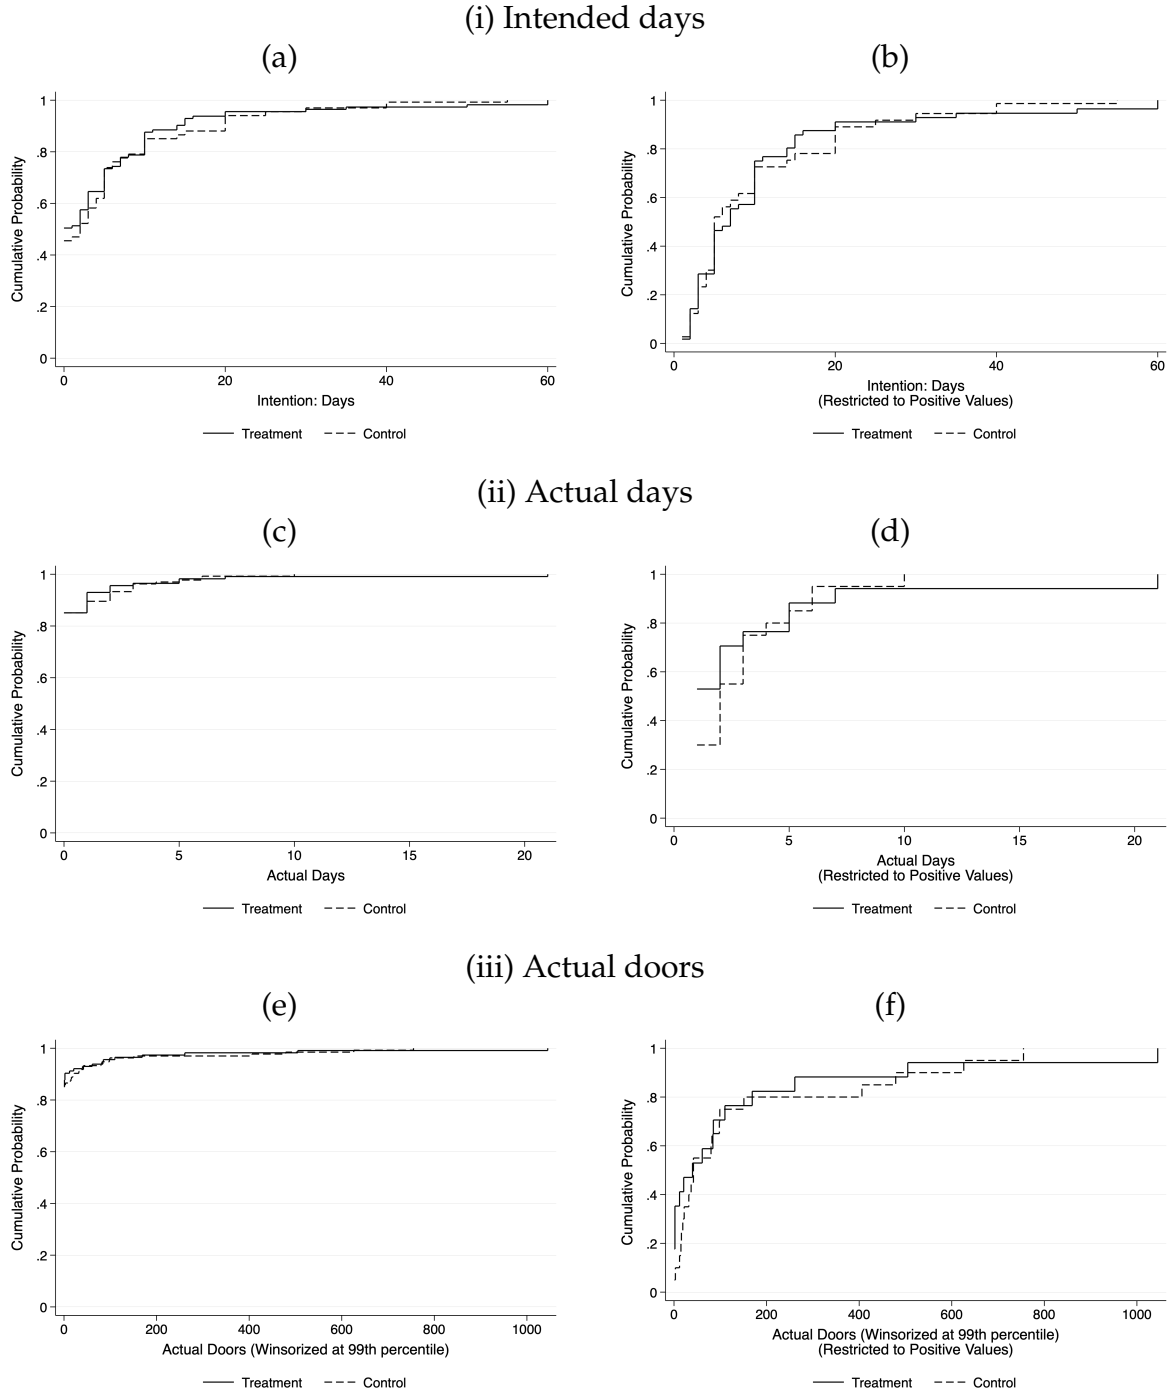 (i) Intended days
(a)
(b)
Cumulative Probability
1
.8
.6
.4
.2
0
0 20 40 60
Intention: Days
Treatment Control
Cumulative Probability
1
.8
.6
.4
.2
0
0 20 40 60
Intention: Days
(Restricted to Positive Values)
Treatment Control
(ii) Actual days
(c)
(d)
Cumulative Probability
1
.8
.6
.4
.2
0
0 5 10 15 20
Actual Days
Treatment Control
Cumulative Probability
1
.8
.6
.4
.2
0
0 5 10 15 20
Actual Days
(Restricted to Positive Values)
Treatment Control
(iii) Actual doors
(e)
(f)
Cumulative Probability
1
.8
.6
.4
.2
0
0 200 400 600 800 1000
Actual Doors (Winsorized at 99th percentile)
Treatment Control
Cumulative Probability
1
.8
.6
.4
.2
0
0 200 400 600 800 1000
Actual Doors (Winsorized at 99th percentile)
(Restricted to Positive Values)
Treatment Control